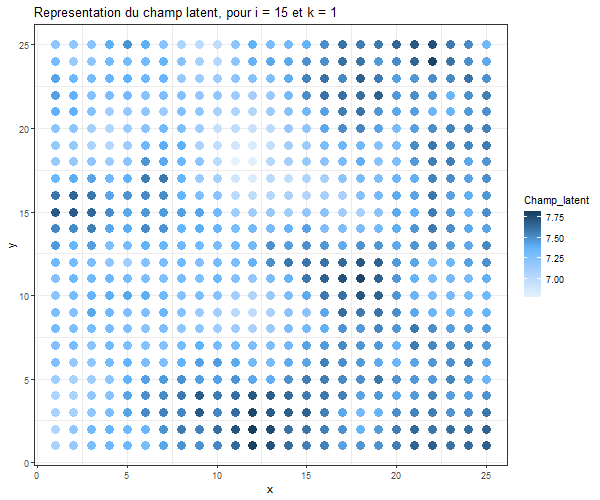 Representation du champ latent, pour i = 15 et k = 1
25
20
15
10
5
0
y
0 5 10 15 20 25
x
Champ_latent
7.75
7.50
7.25
7.00